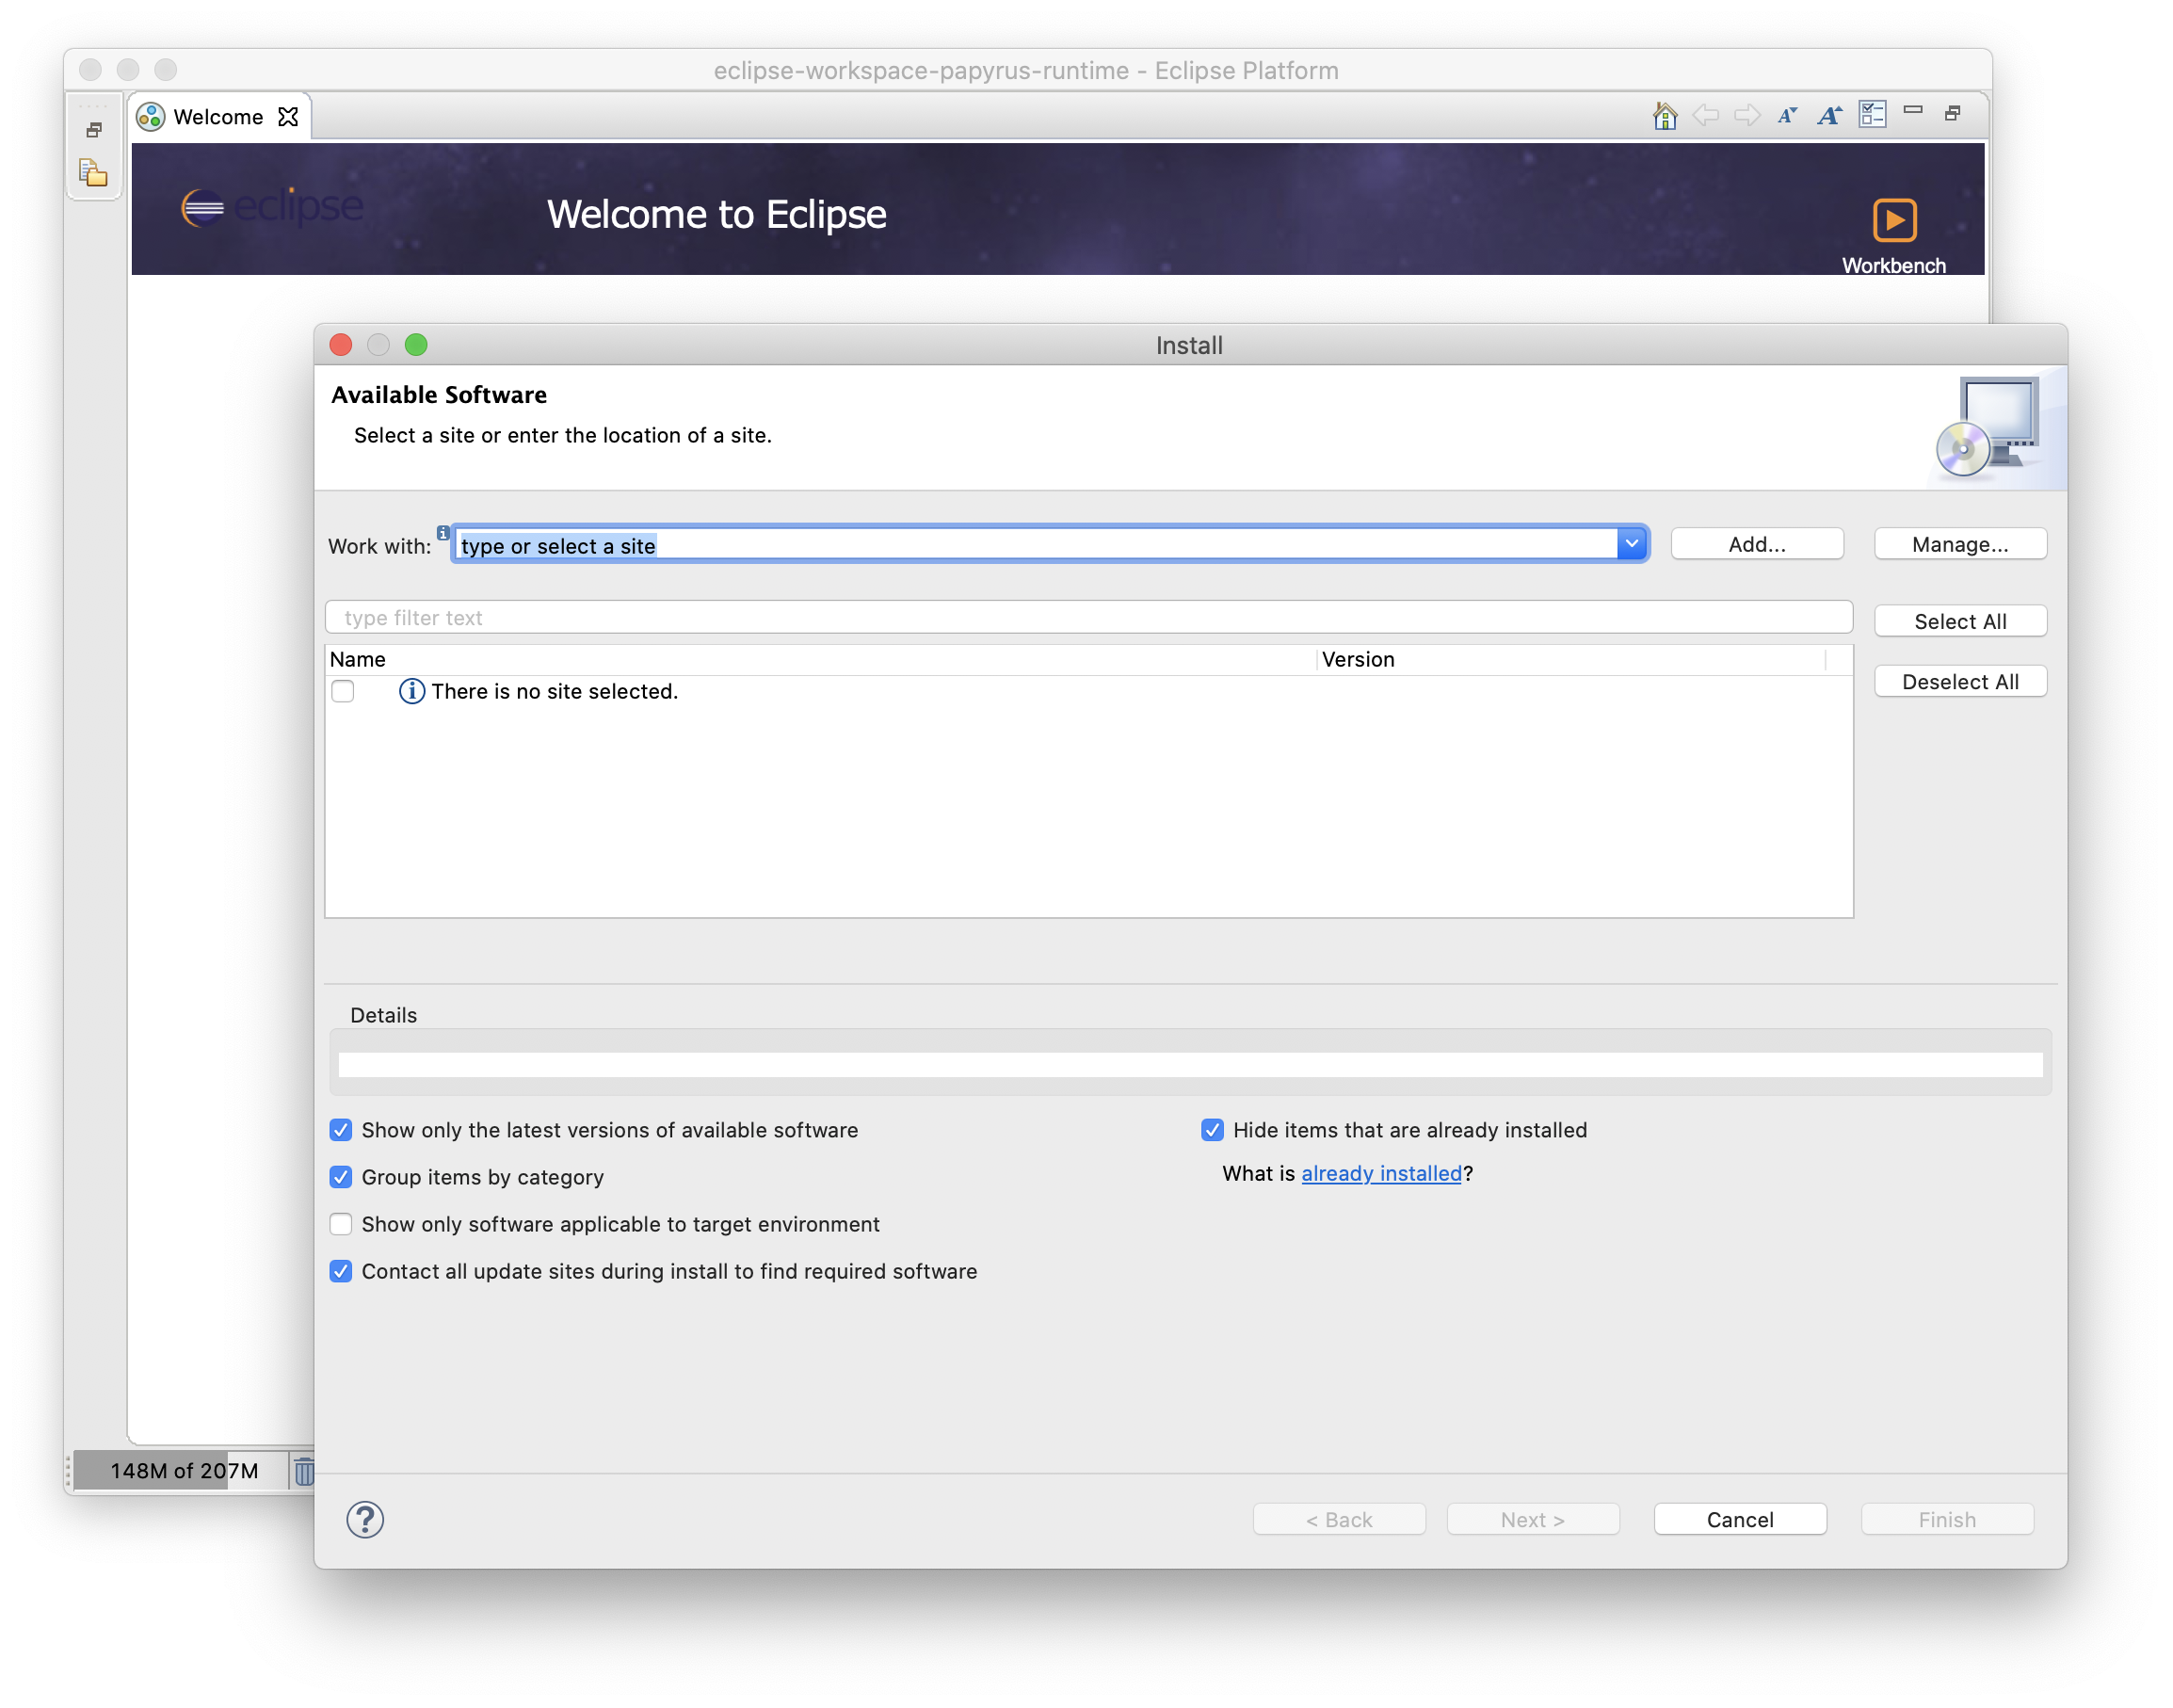 eclipse-workspace-papyrus-runtime - Eclipse Platform
Welcome
eclipse
Welcome to Eclipse
Workbench
Install
Available Software
Select a site or enter the location of a site.
Work with: type or select a site Add... Manage...
type filter text Select All
Name Version
There is no site selected. Deselect All
Details
Show only the latest versions of available software Hide items that are already installed
Group items by category What is already installed?
Show only software applicable to target environment
Contact all update sites during install to find required software
148M of 207M
? < Back Next > Cancel Finish